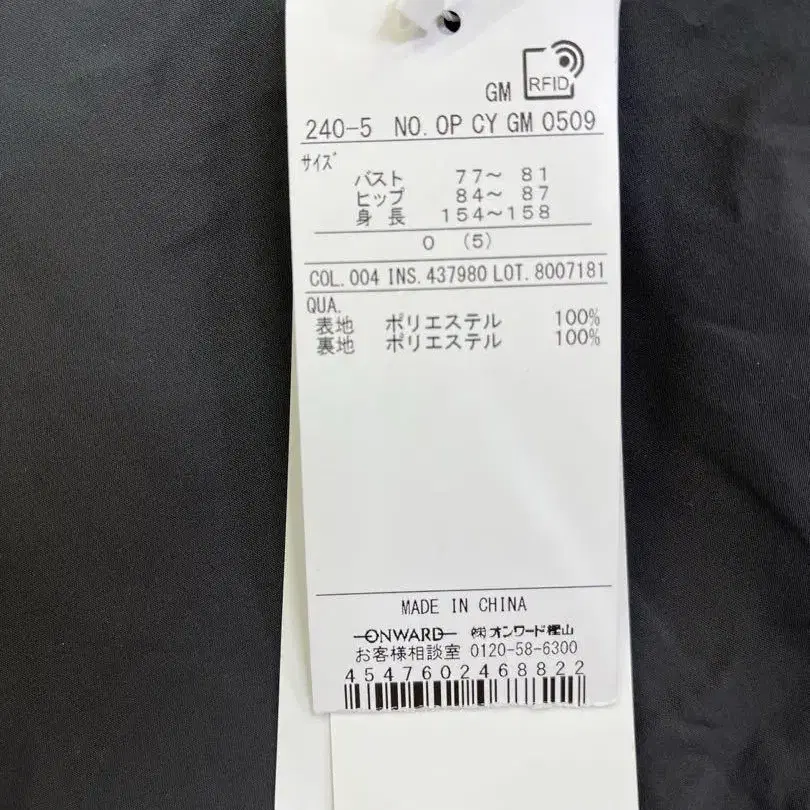 GM RFID
240-5 NO. OP CY GM 0509
サイズ
バスト 77～ 81
ヒップ 84～ 87
身長 154～158
0 (5)
COL. 004 INS. 437980 LOT. 8007181
QUA.
表地 ポリエステル 100%
裏地 ポリエステル 100%
MADE IN CHINA
ONWARD ㈱オンワード樫山
お客様相談室 0120-58-6300
4547602468822